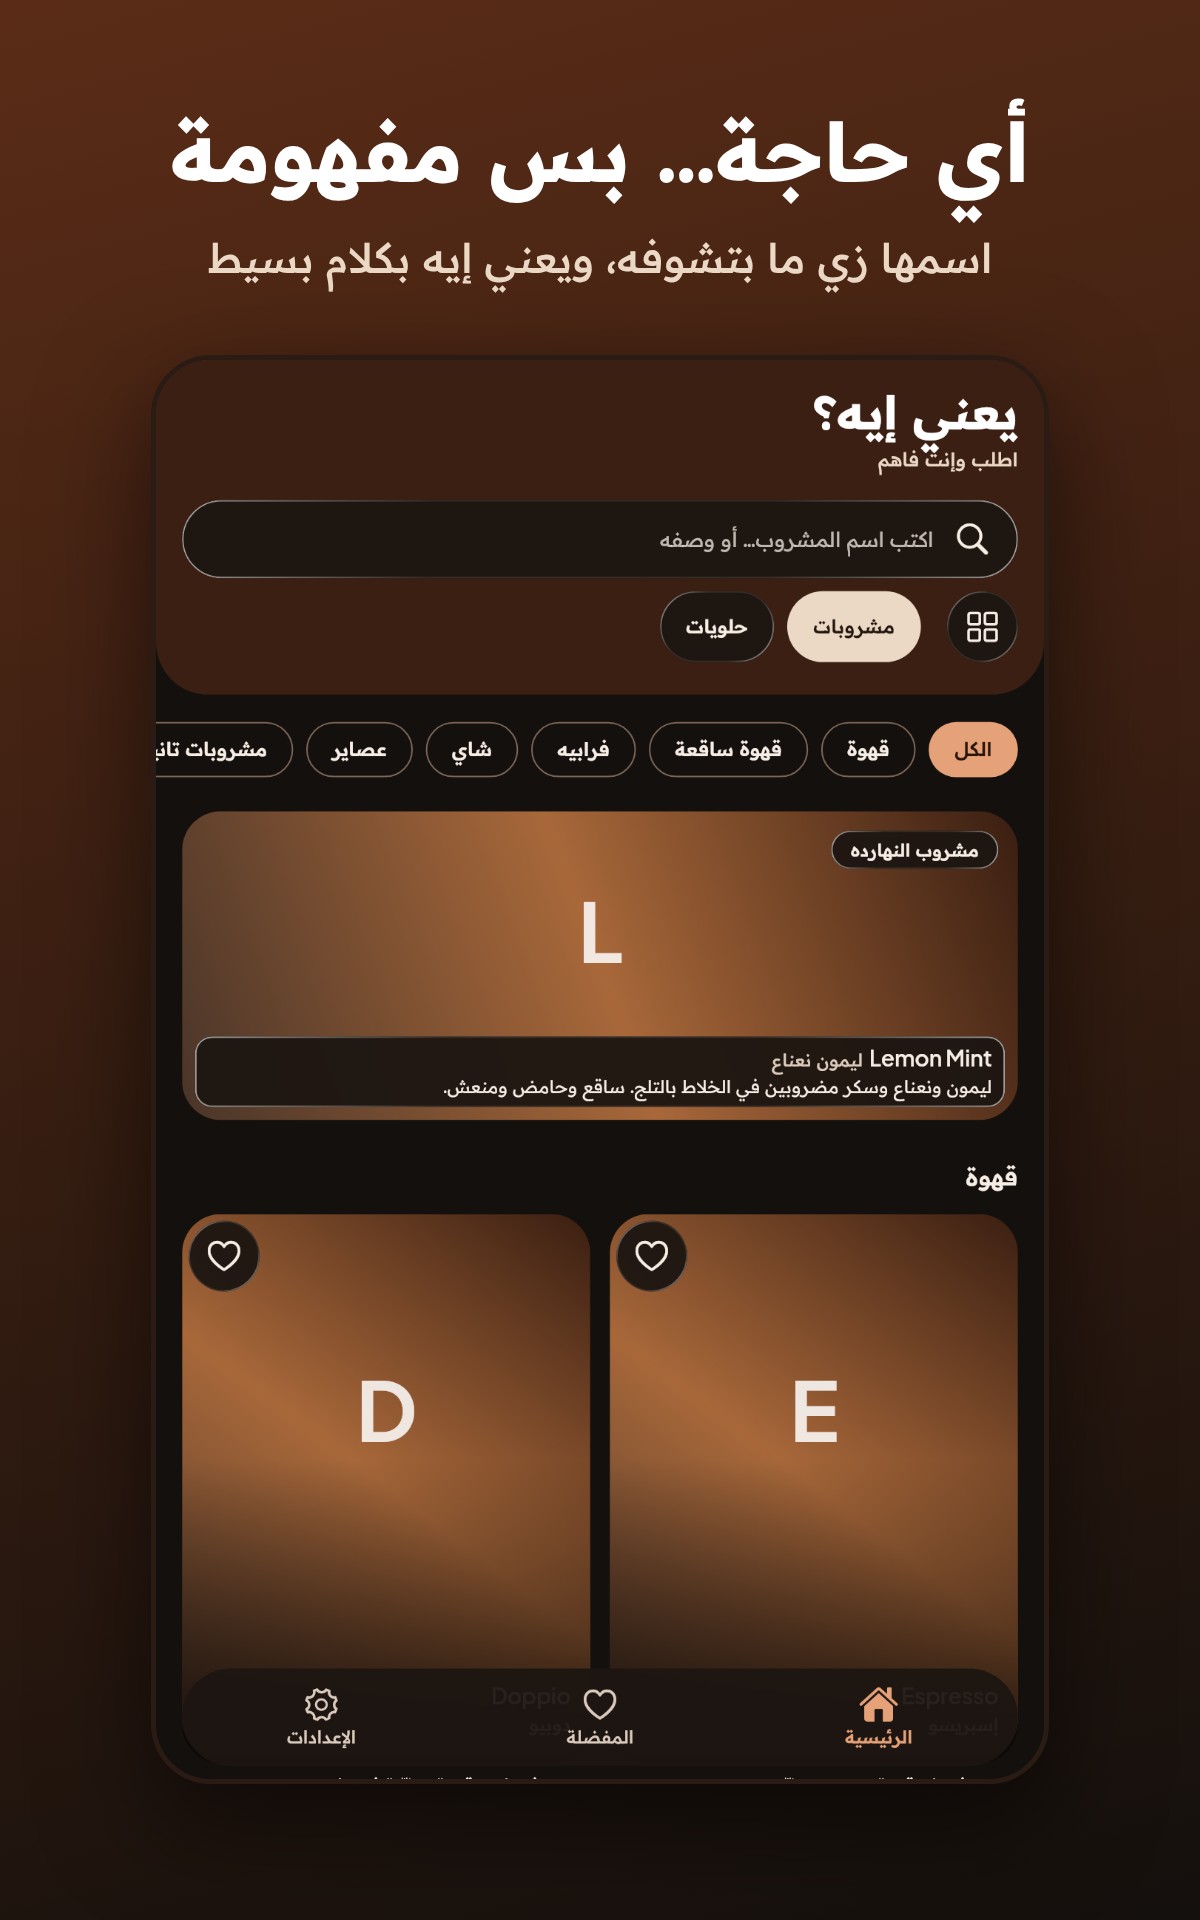 أي حاجة... بس مفهومة
اسمها زي ما بتشوفه، ويعني إيه بكلام بسيط
يعني إيه؟
اطلب وإنت فاهم
اكتب اسم المشروب... أو وصفه
مشروبات
حلويات
الكل
قهوة
قهوة ساقعة
فرابيه
شاي
عصاير
مشروبات تاني
مشروب النهارده
L
Lemon Mint ليمون نعناع
ليمون ونعناع وسكر مضروبين في الخلاط بالتلج. ساقع وحامض ومنعش.
قهوة
E
D
Espresso
إسبريسو
Doppio
دوبيو
الرئيسية
المفضلة
الإعدادات